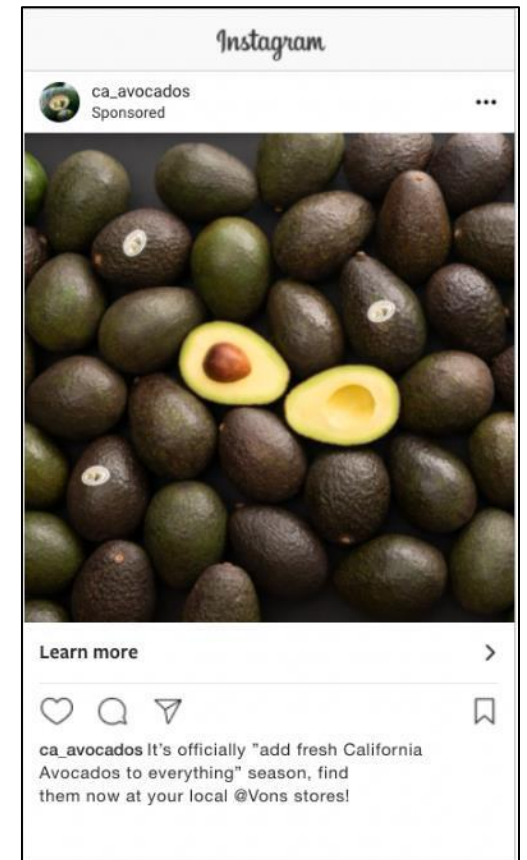 Instagram
ca_avocados
Sponsored
Learn more
ca_avocados It's officially "add fresh California
Avocados to everything" season, find
them now at your local @Vons stores!